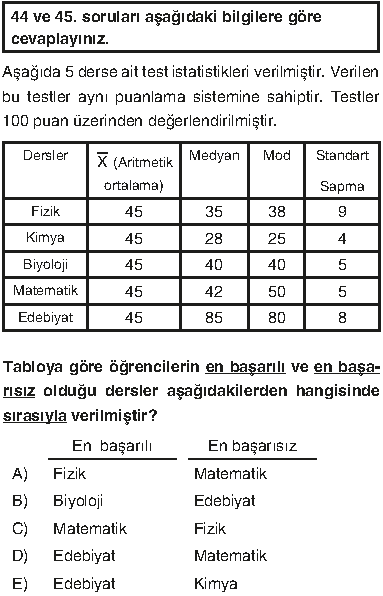 44 ve 45. soruları aşağıdaki bilgilere göre
cevaplayınız.
Aşağıda 5 derse ait test istatistikleri verilmiştir. Verilen
bu testler aynı puanlama sistemine sahiptir. Testler
100 puan üzerinden değerlendirilmiştir.
Dersler X̅ (Aritmetik ortalama) Medyan Mod Standart Sapma
Fizik 45 35 38 9
Kimya 45 28 25 4
Biyoloji 45 40 40 5
Matematik 45 42 50 5
Edebiyat 45 85 80 8
Tabloya göre öğrencilerin en başarılı ve en başa-
rısız olduğu dersler aşağıdakilerden hangisinde
sırasıyla verilmiştir?
En başarılı En başarısız
A) Fizik Matematik
B) Biyoloji Edebiyat
C) Matematik Fizik
D) Edebiyat Matematik
E) Edebiyat Kimya